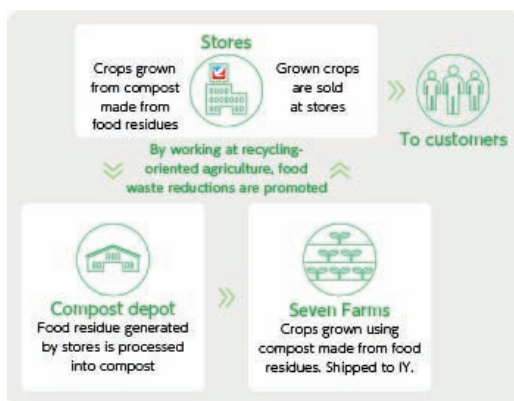 Stores
Crops grown
from compost
made from
food residues
Grown crops
are sold
at stores
To customers
By working at recycling-
oriented agriculture, food
waste reductions are promoted
Compost depot
Food residue generated
by stores is processed
into compost
Seven Farms
Crops grown using
compost made from food
residues. Shipped to IY.